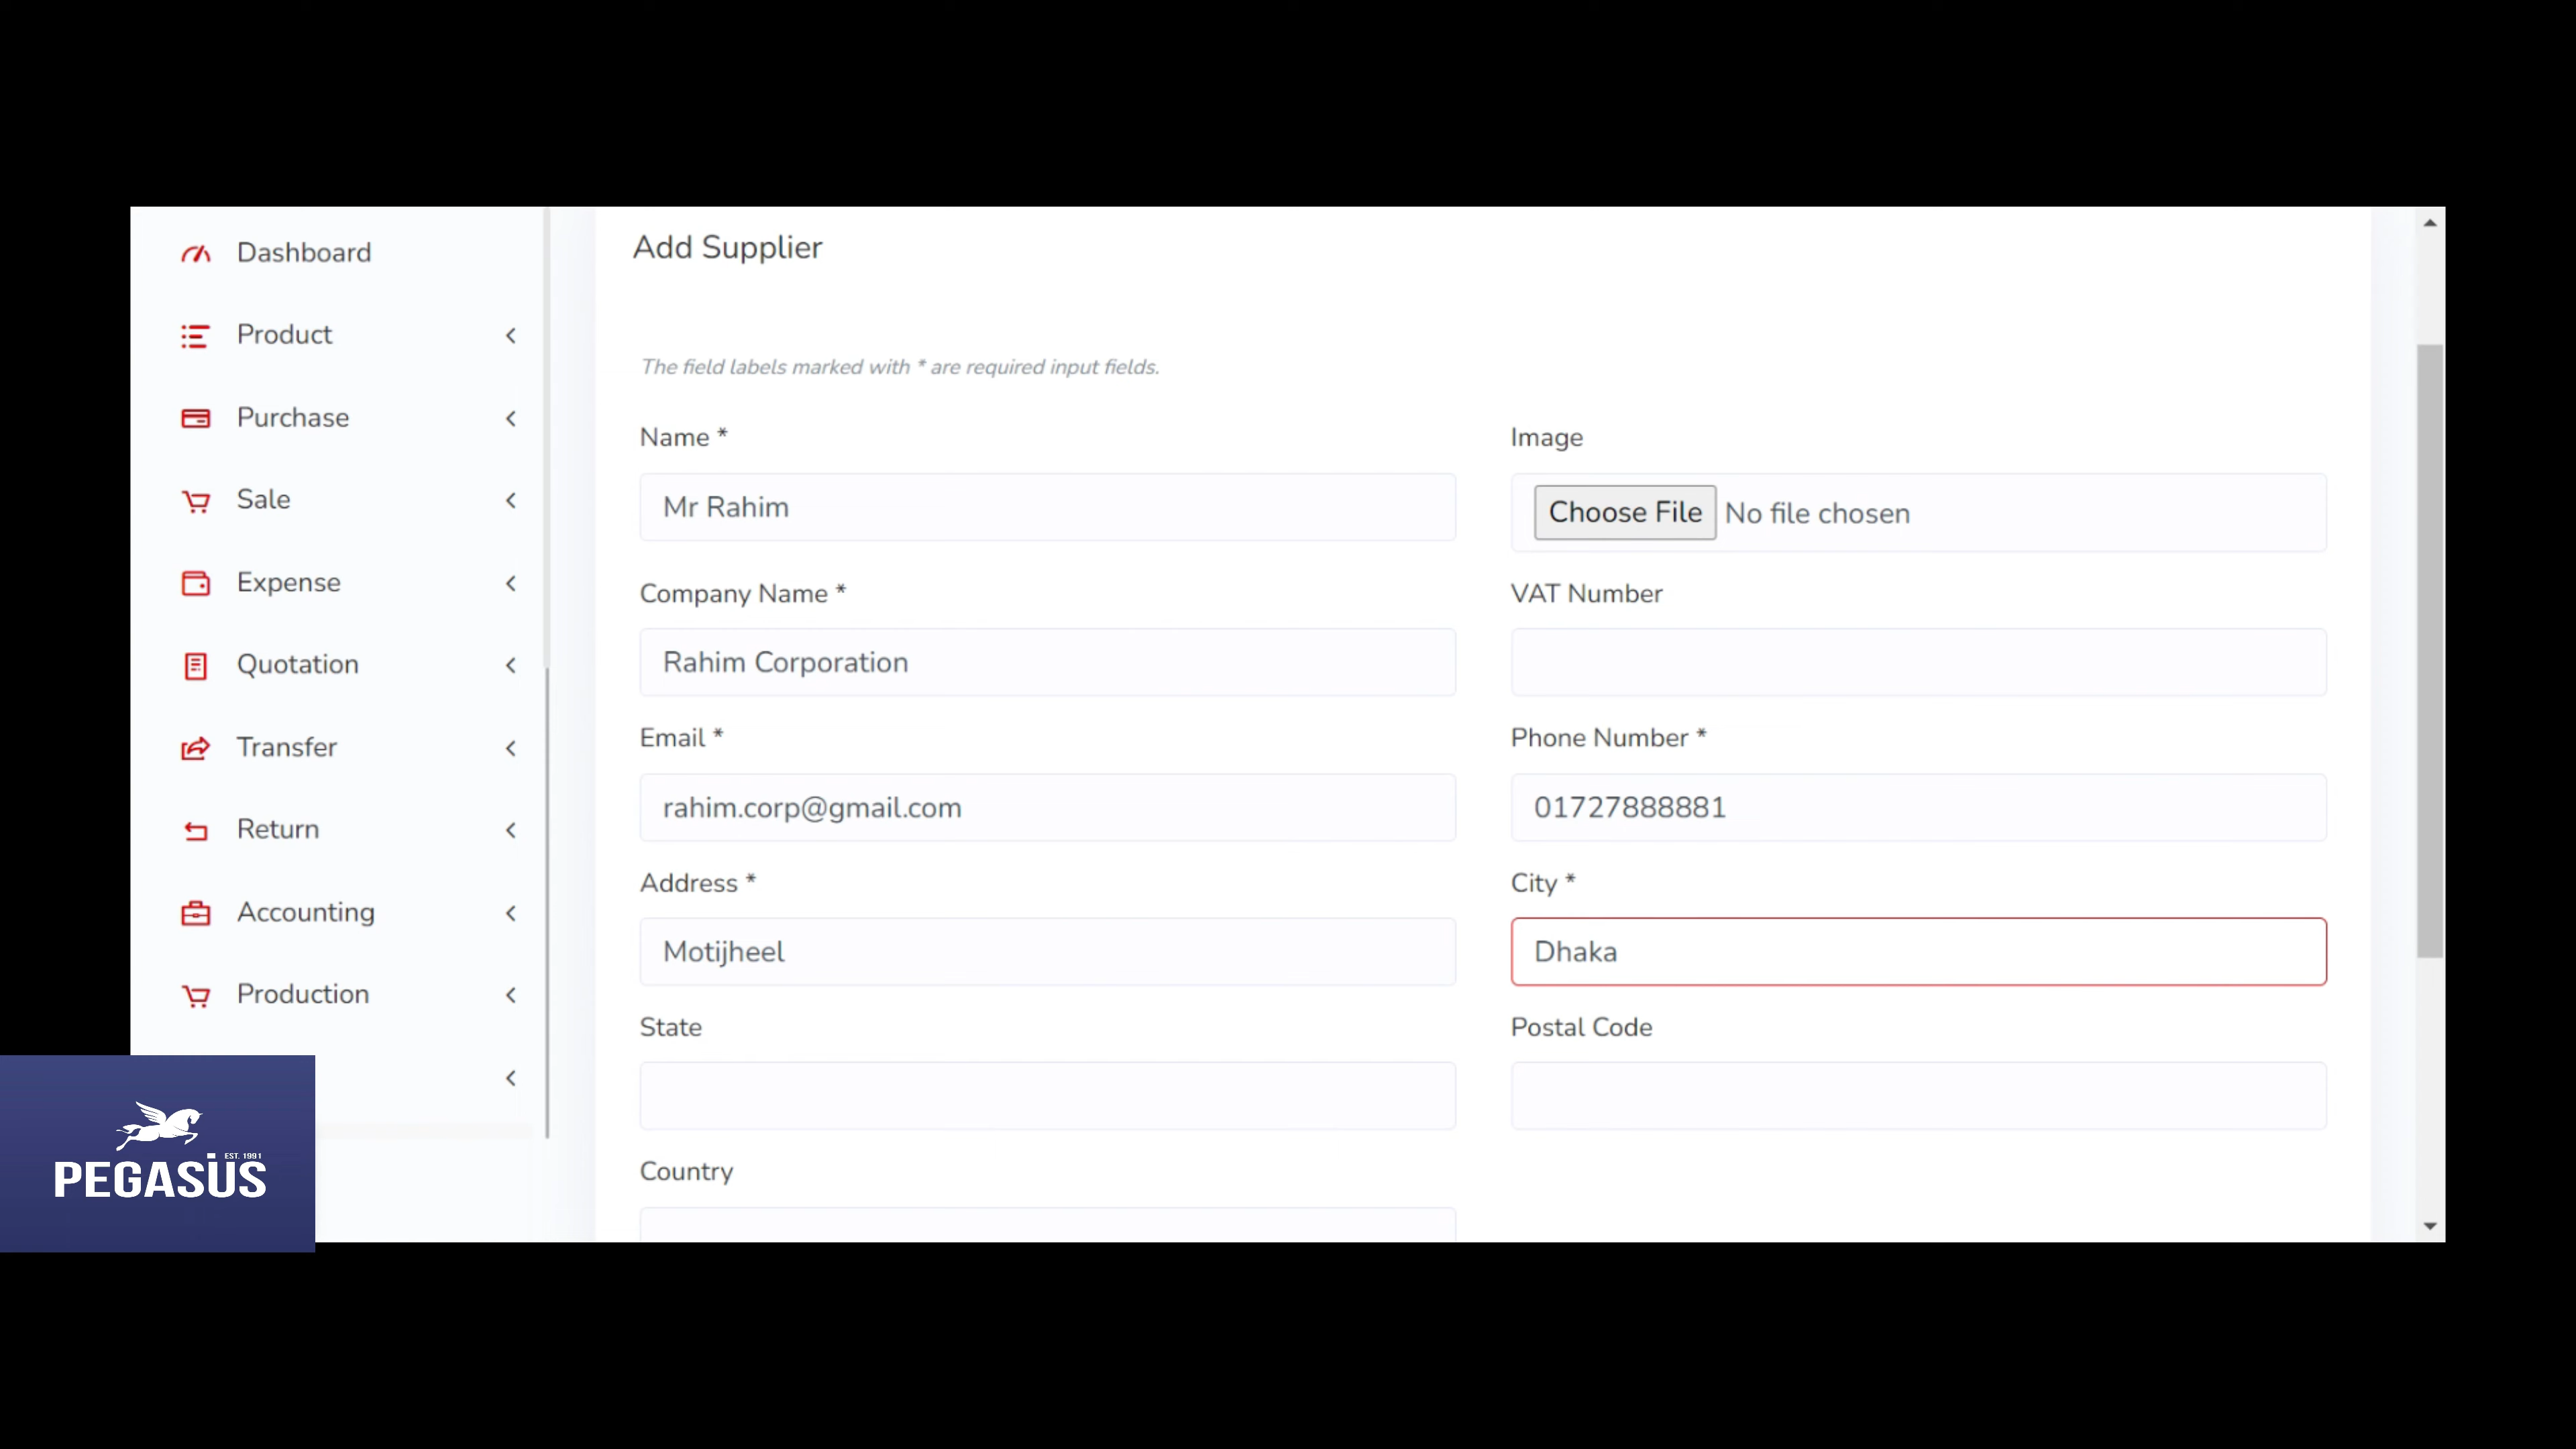 Dashboard
Product
Purchase
Sale
Expense
Quotation
Transfer
Return
Accounting
Production
Add Supplier
The field labels marked with * are required input fields.
Name *
Mr Rahim
Image
Choose File No file chosen
Company Name *
Rahim Corporation
VAT Number
Email *
rahim.corp@gmail.com
Phone Number *
01727888881
Address *
Motijheel
City *
Dhaka
State
Postal Code
Country
EST. 1991
PEGASÜS